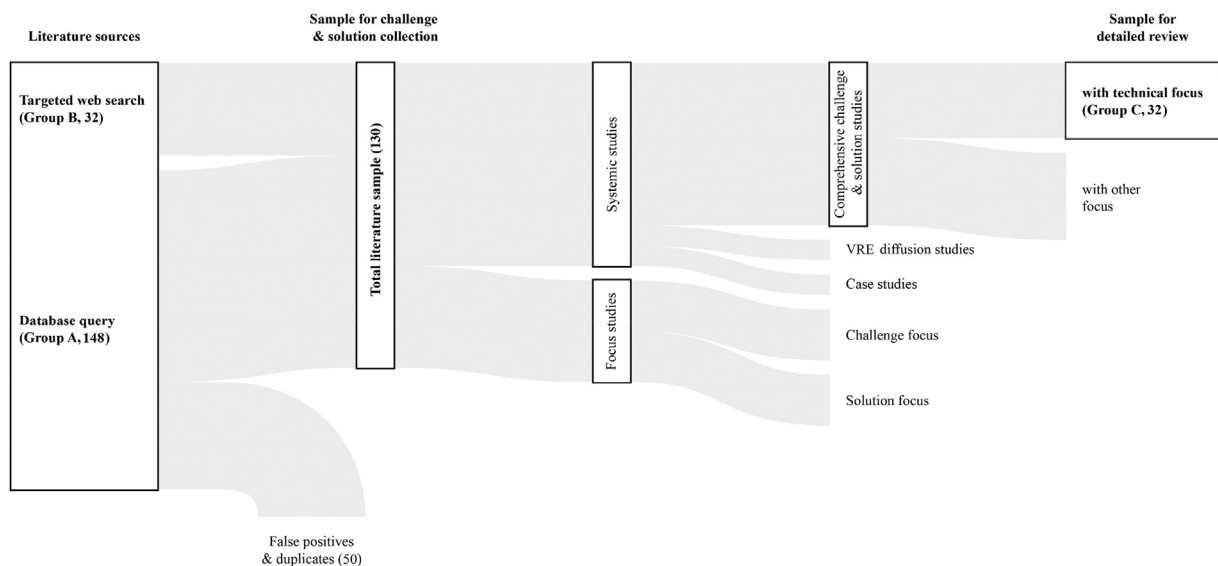 Literature sources
Targeted web search
(Group B, 32)
Database query
(Group A, 148)
False positives
& duplicates (50)
Sample for challenge
& solution collection
Total literature sample (130)
Systemic studies
Focus studies
Comprehensive challenge
& solution studies
VRE diffusion studies
Case studies
Challenge focus
Solution focus
Sample for
detailed review
with technical focus
(Group C, 32)
with other
focus